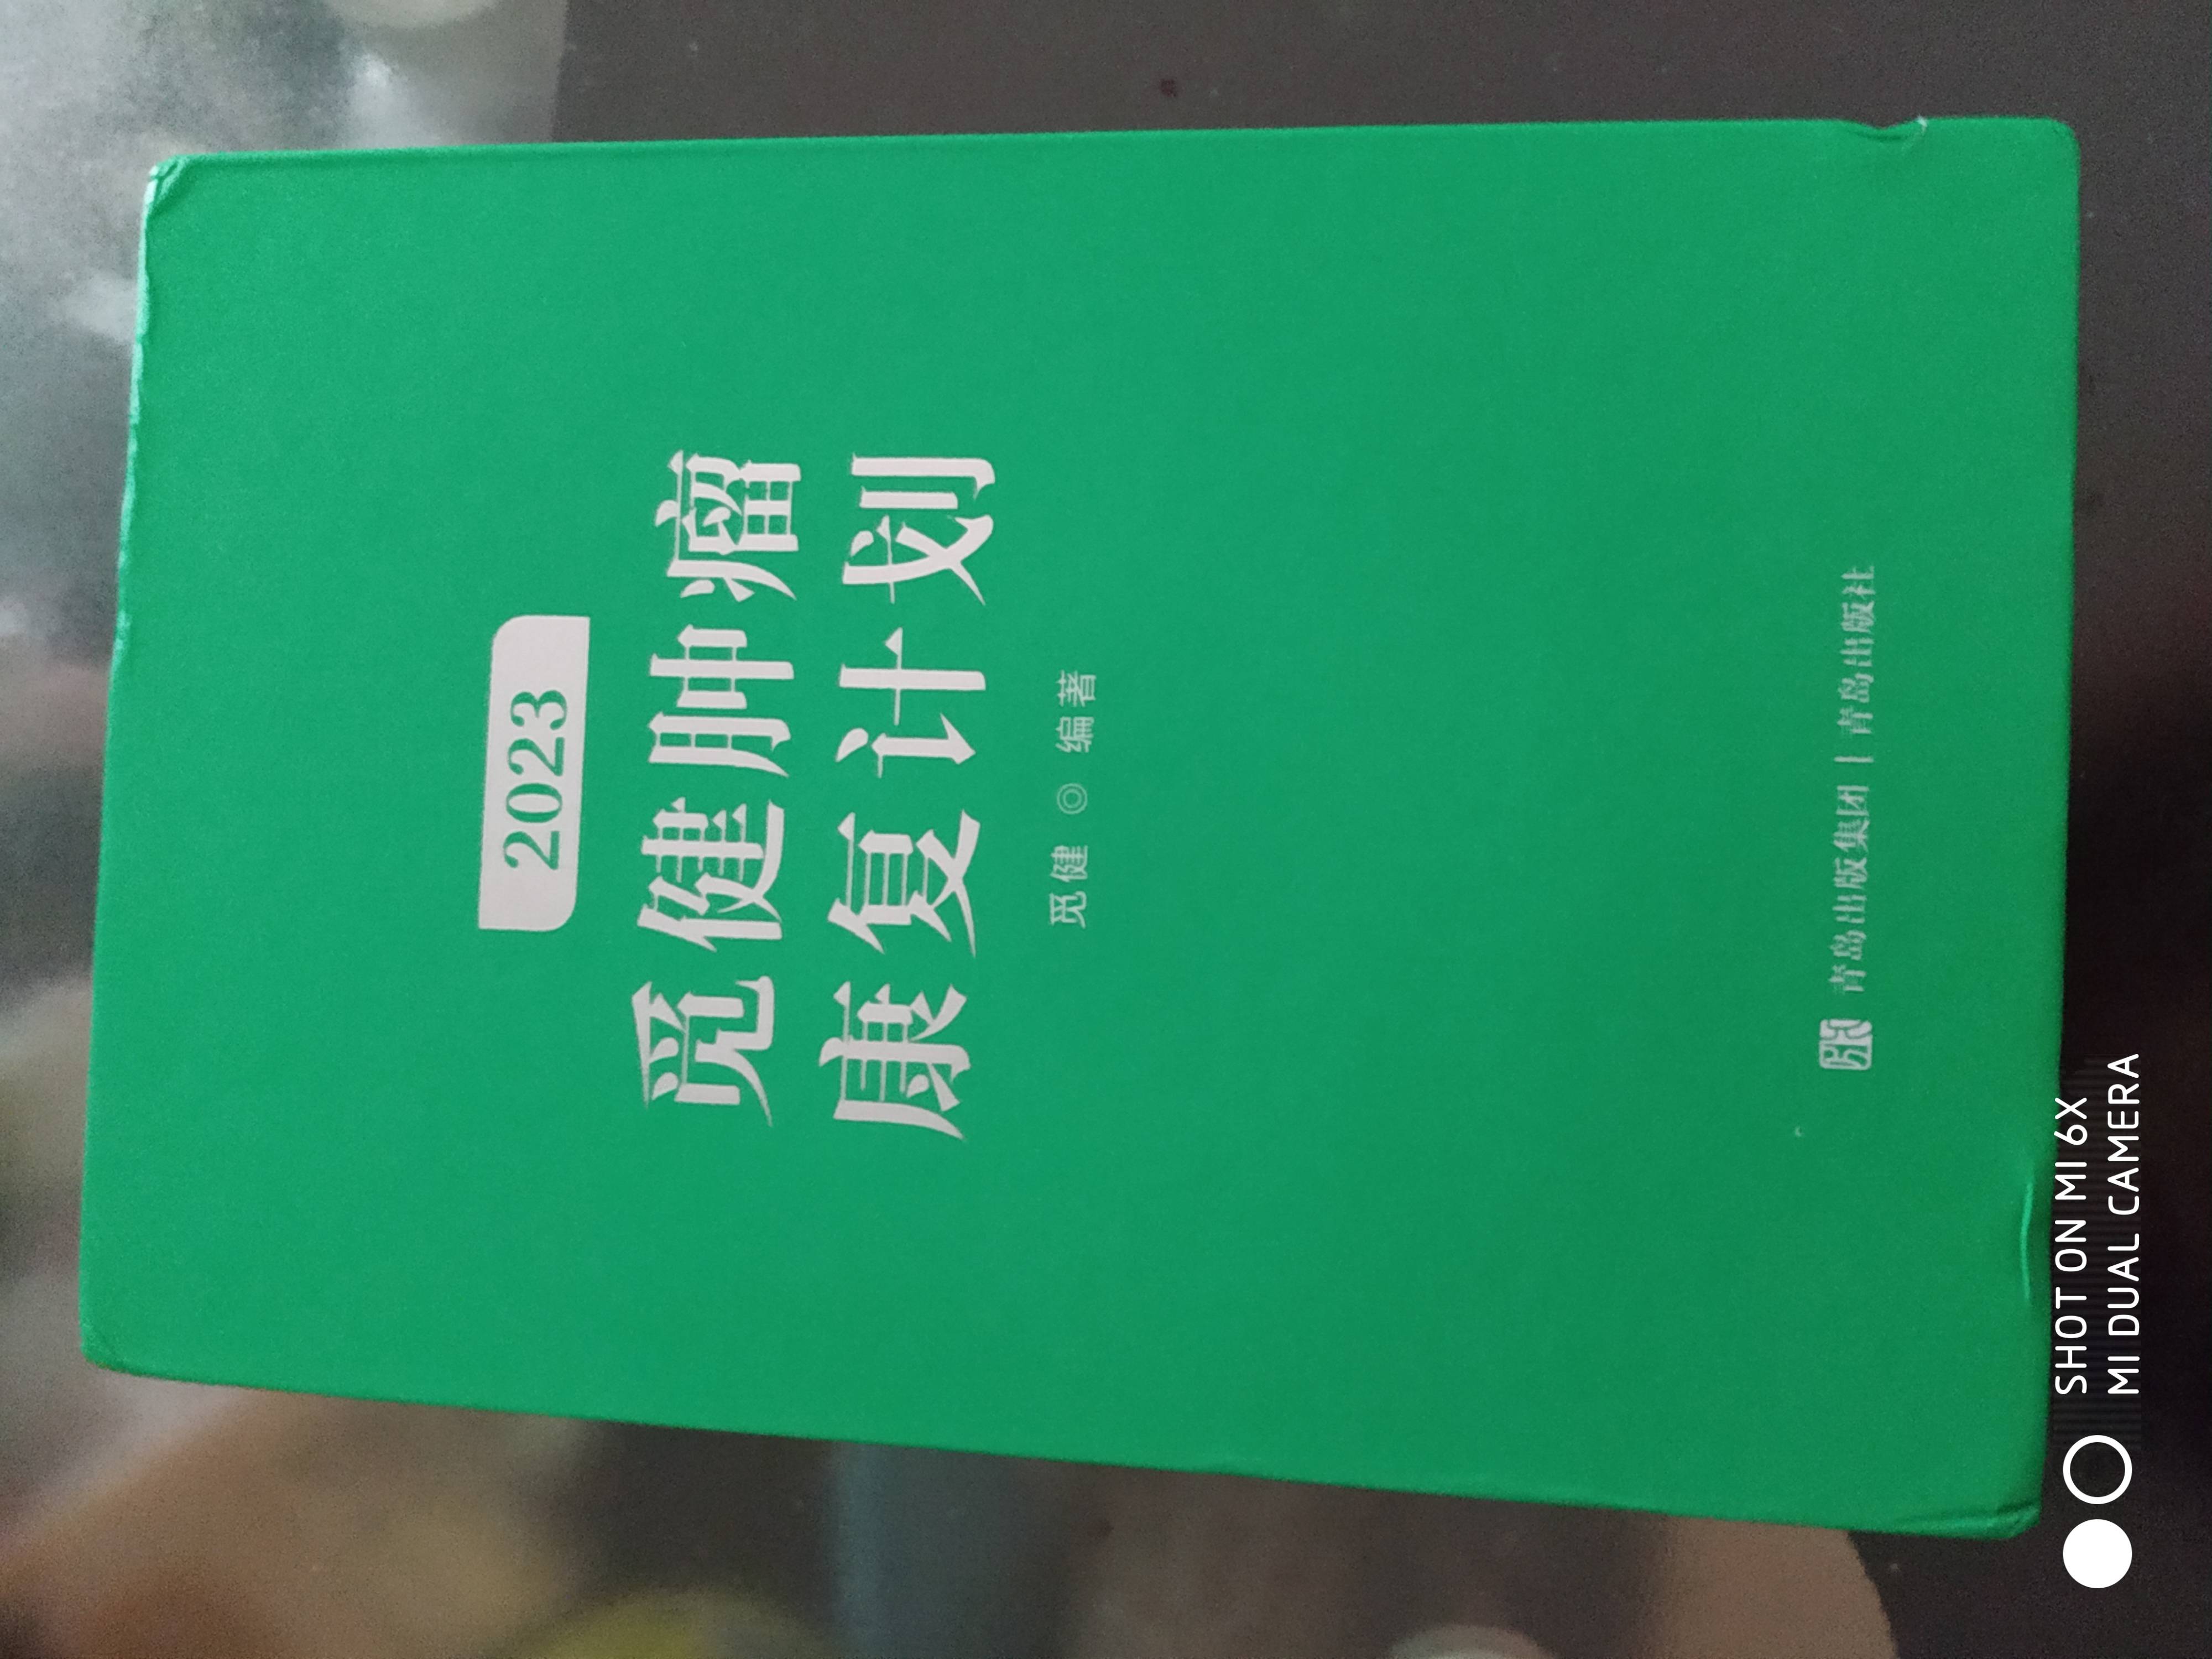 2023
觅健肿瘤
康复计划
觅健 ◎ 编著
青岛出版集团 | 青岛出版社
SHOT ON MI 6X
MI DUAL CAMERA